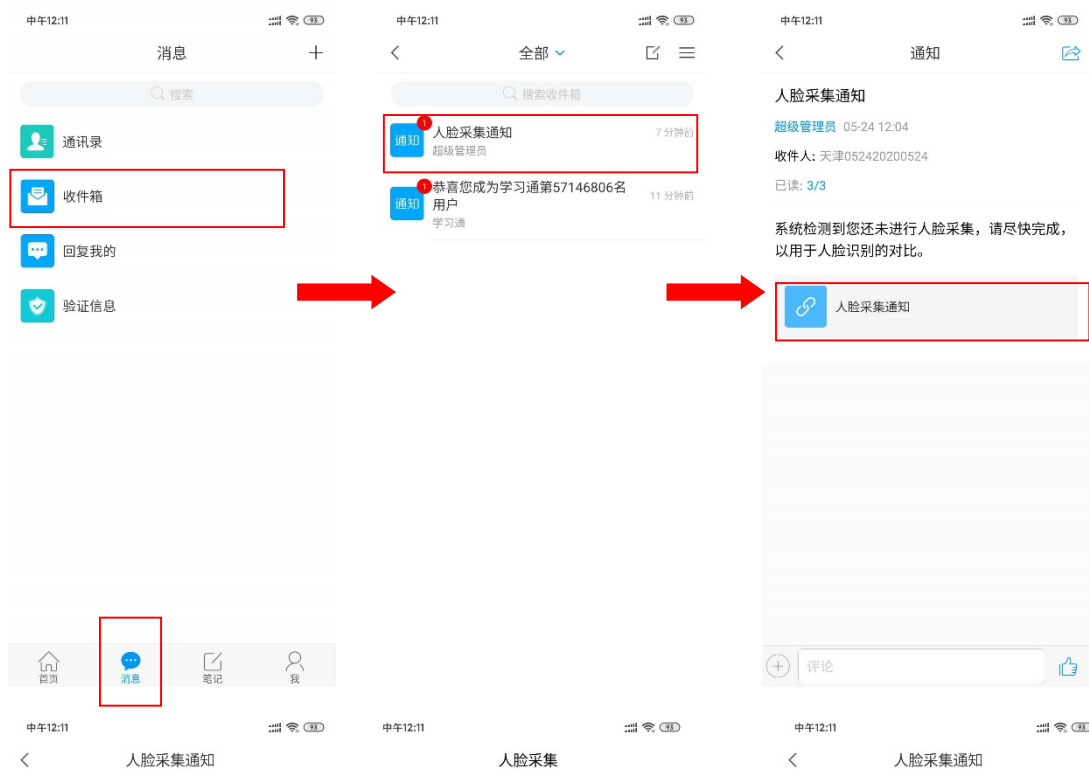 中午12:11
93
消息
搜索
通讯录
收件箱
回复我的
验证信息
首页
消息
笔记
我
中午12:11
93
全部
搜索收件箱
1
通知
人脸采集通知
7 分钟前
超级管理员
1
通知
恭喜您成为学习通第57146806名
用户
11 分钟前
学习通
中午12:11
93
通知
人脸采集通知
超级管理员 05-24 12:04
收件人: 天津052420200524
已读: 3/3
系统检测到您还未进行人脸采集，请尽快完成，
以用于人脸识别的对比。
人脸采集通知
评论
中午12:11
93
人脸采集通知
中午12:11
93
人脸采集
中午12:11
93
人脸采集通知